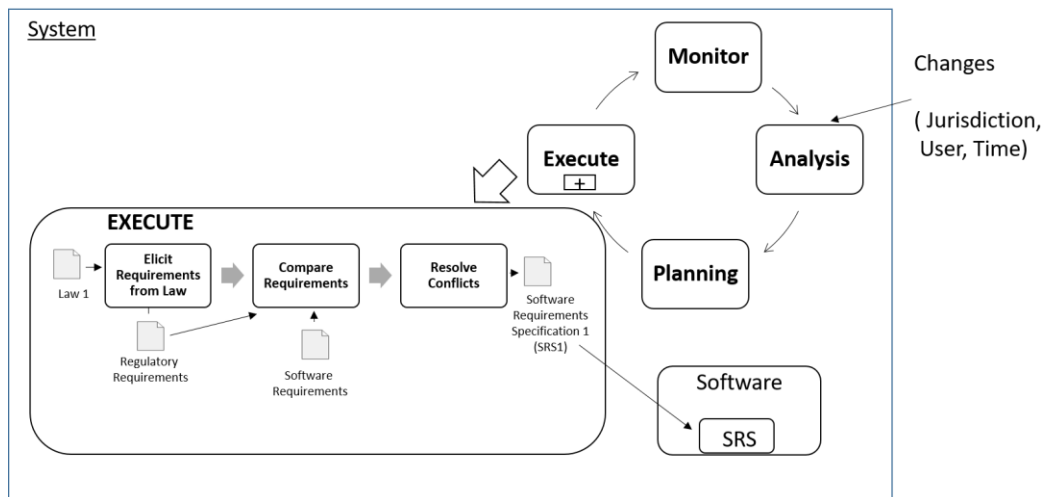 System
Monitor
Changes
( Jurisdiction,
User, Time)
Execute
+
Analysis
Planning
EXECUTE
Law 1
Elicit
Requirements
from Law
Compare
Requirements
Resolve
Conflicts
Regulatory
Requirements
Software
Requirements
Software
Requirements
Specification 1
(SRS1)
Software
SRS